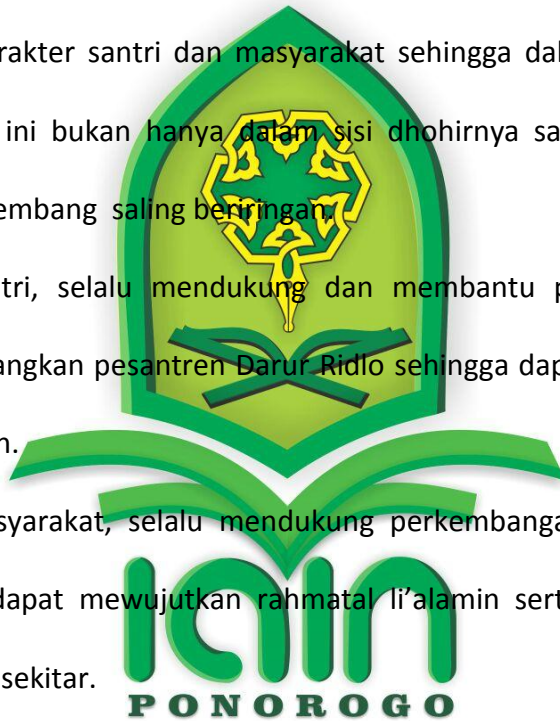 rakter santri dan masyarakat sehingga dal
ini bukan hanya dalam sisi dhohirnya sa
embang saling beriringan.
tri, selalu mendukung dan membantu p
angkan pesantren Darur Ridlo sehingga dap
n.
syarakat, selalu mendukung perkembanga
dapat mewujutkan rahmatal li’alamin sert
sekitar.
iain
PONOROGO